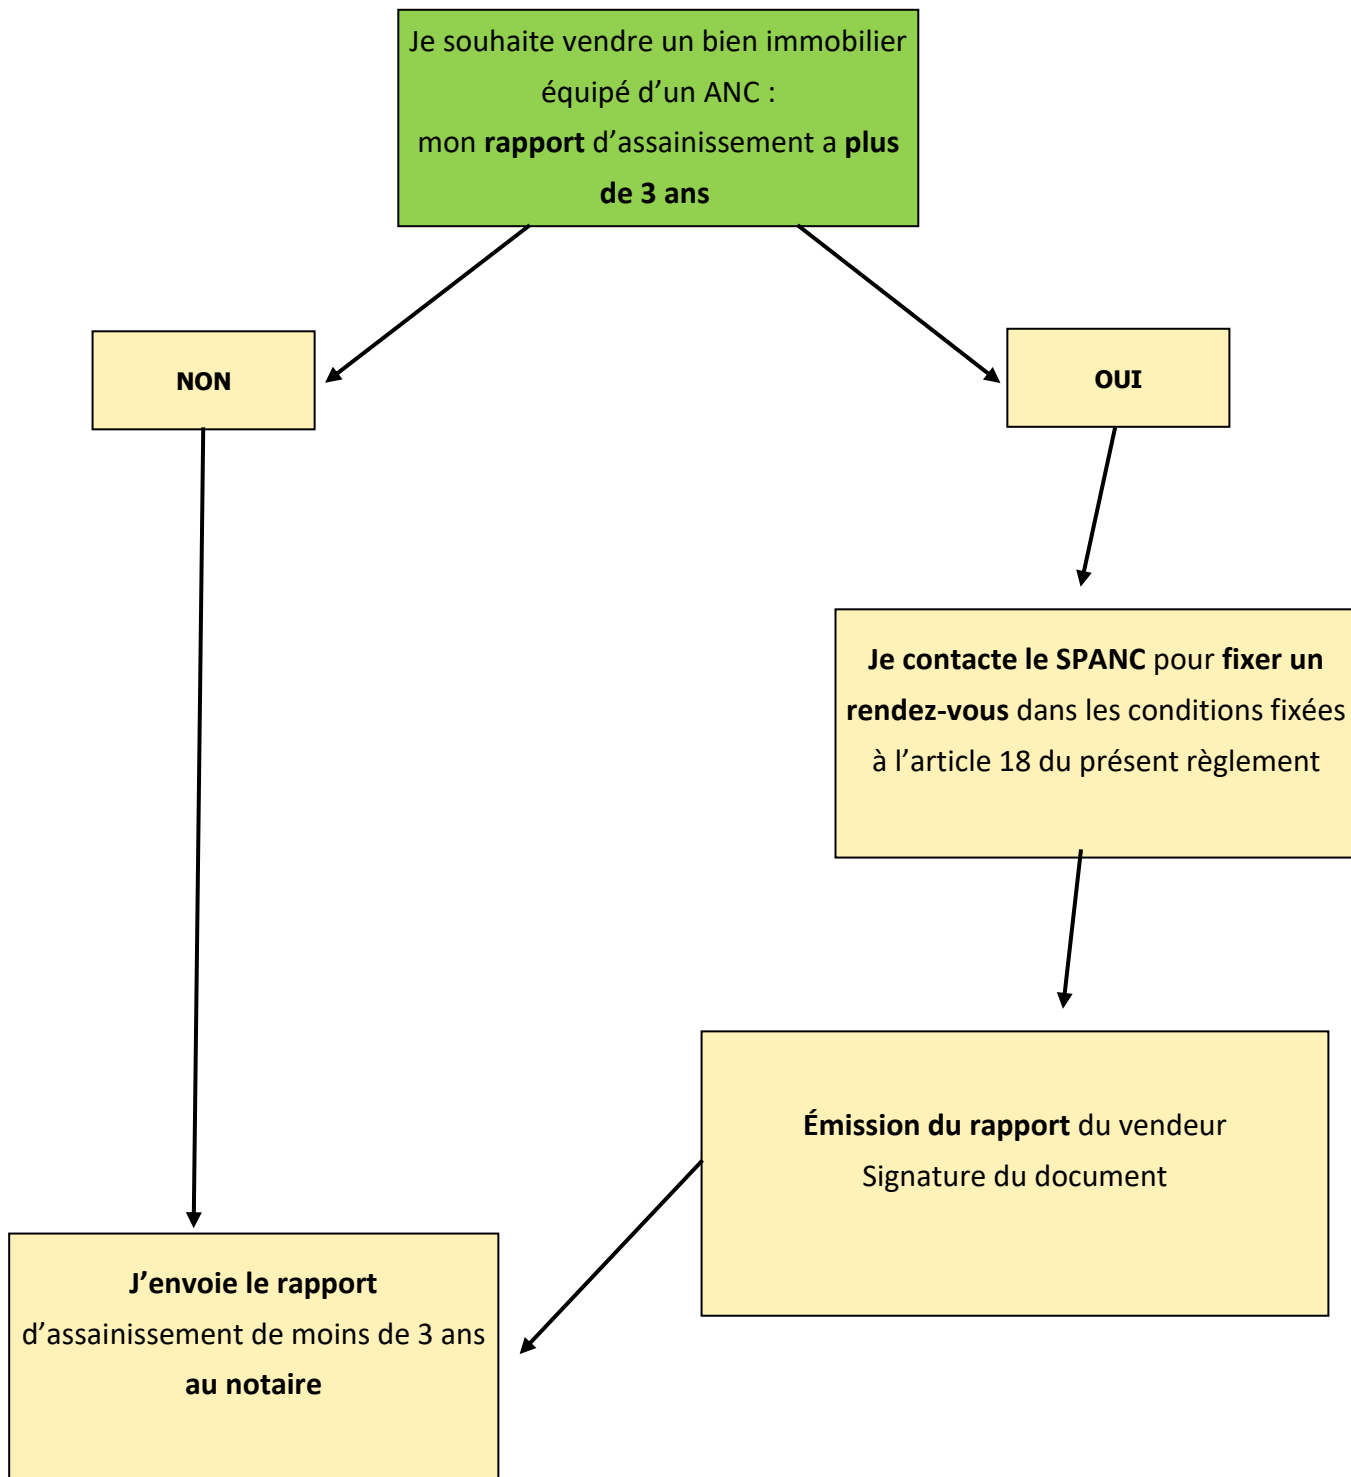 Je souhaite vendre un bien immobilier
équipé d’un ANC :
mon rapport d’assainissement a plus
de 3 ans
NON
OUI
Je contacte le SPANC pour fixer un
rendez-vous dans les conditions fixées
à l’article 18 du présent règlement
Émission du rapport du vendeur
Signature du document
J’envoie le rapport
d’assainissement de moins de 3 ans
au notaire